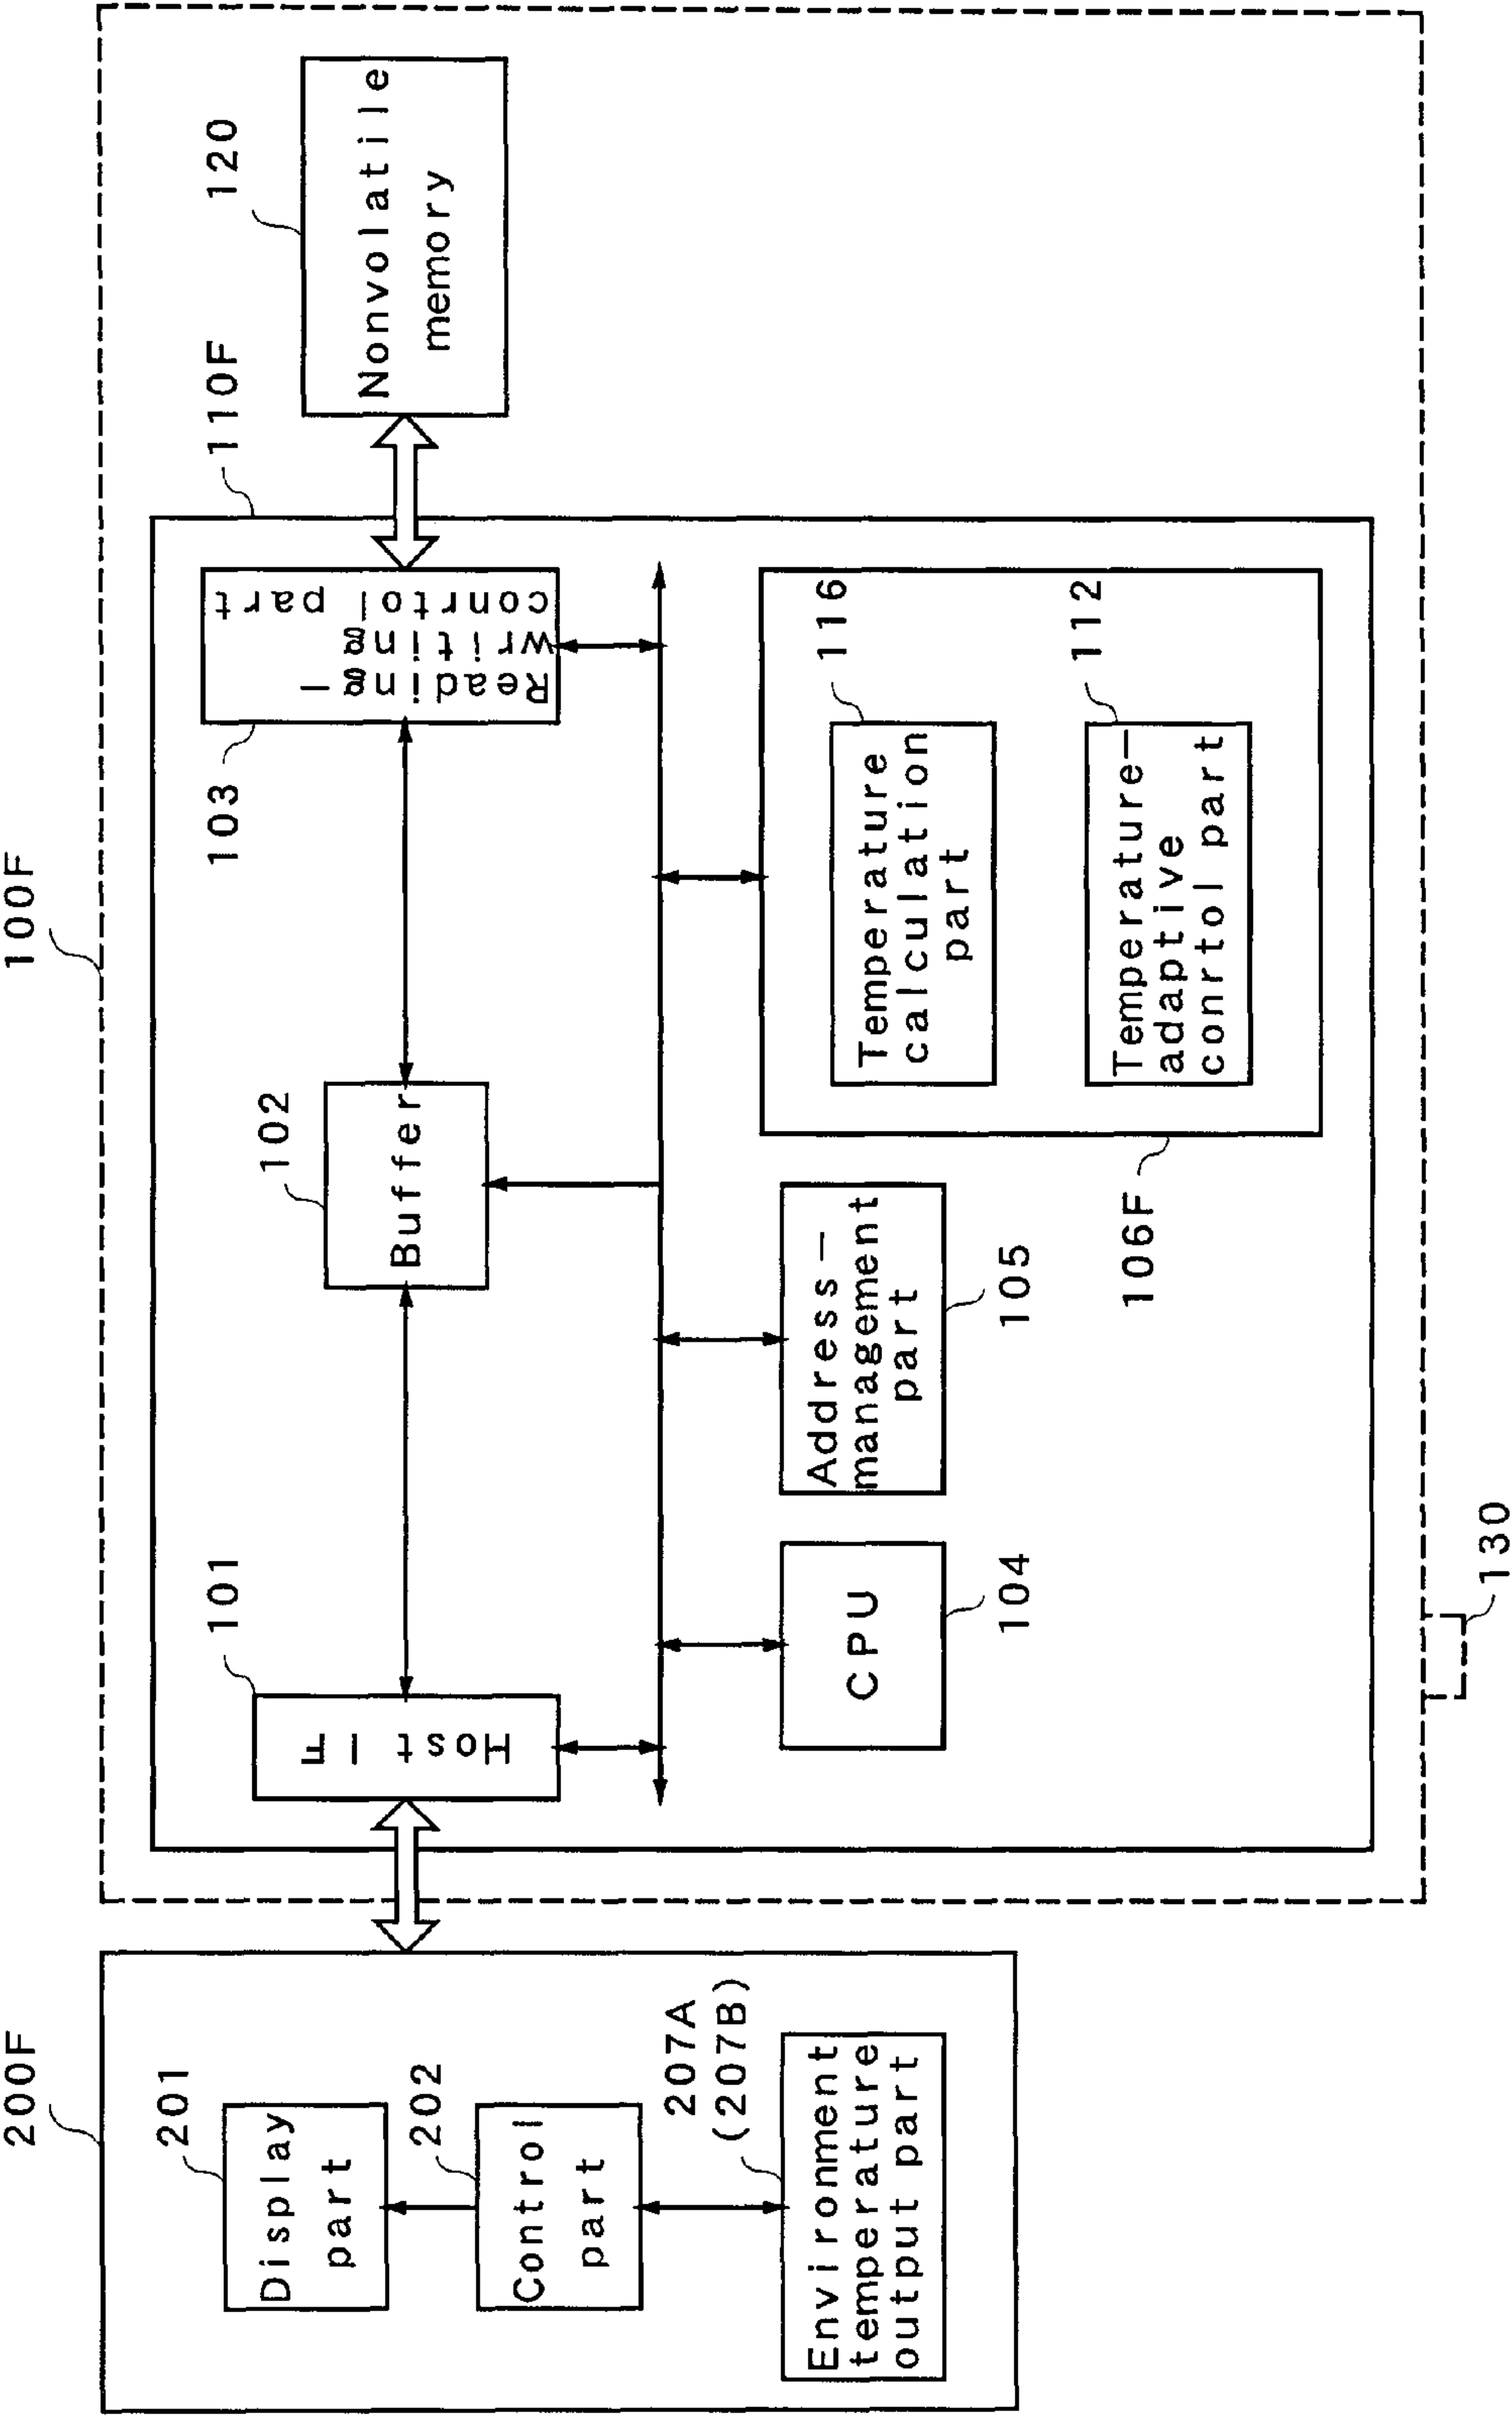 200F
201
Display
part
202
Control
part
207A
(207B)
Environment
temperature
output part
100F
101
Host IF
102
Buffer
103
Reading-
writing
conrtol part
110F
120
Nonvolatile
memory
CPU
104
Address-
management
part
105
106F
116
Temperature
calculation
part
112
Temperature-
adaptive
conrtol part
130